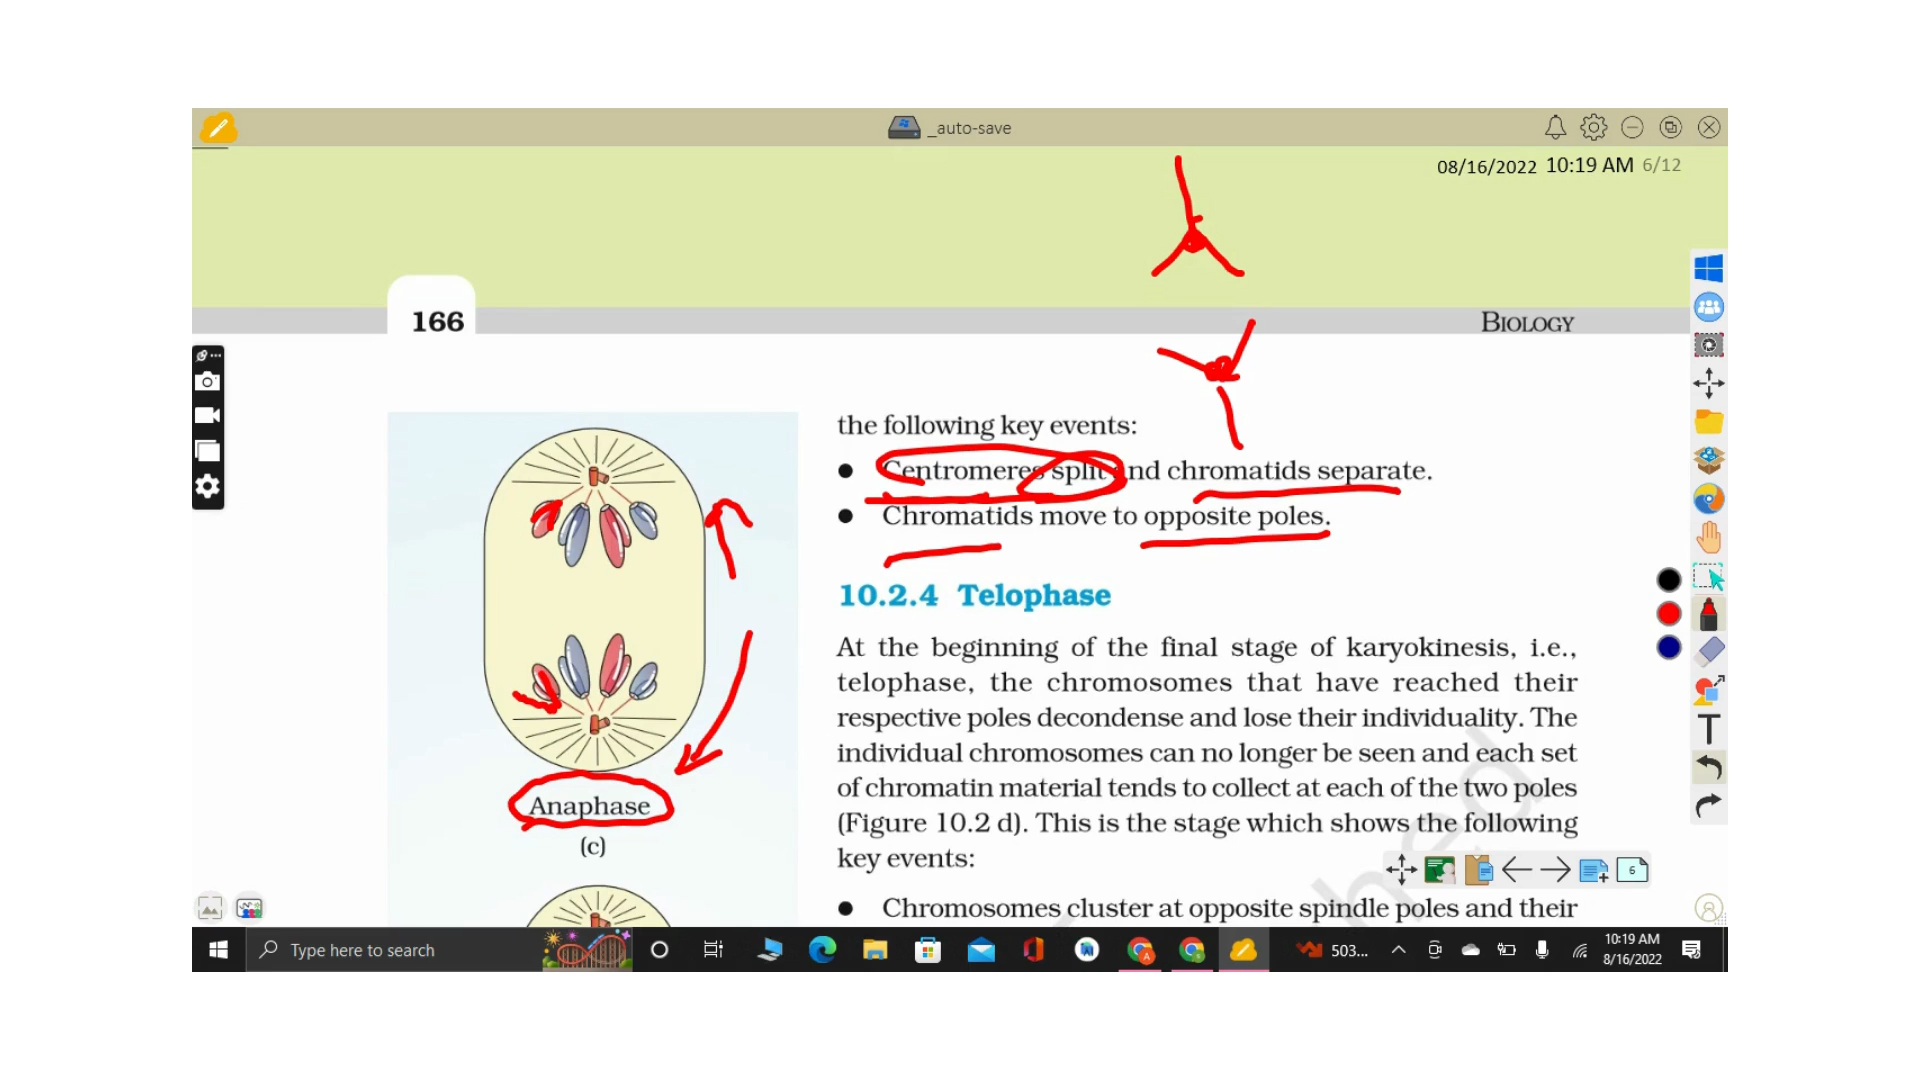 _auto-save
08/16/2022 10:19 AM 6/12
166
BIOLOGY
the following key events:
● Centromeres split and chromatids separate.
● Chromatids move to opposite poles.
10.2.4 Telophase
At the beginning of the final stage of karyokinesis, i.e.,
telophase, the chromosomes that have reached their
respective poles decondense and lose their individuality. The
individual chromosomes can no longer be seen and each set
of chromatin material tends to collect at each of the two poles
(Figure 10.2 d). This is the stage which shows the following
key events:
● Chromosomes cluster at opposite spindle poles and their
Anaphase
(c)
T
6
Type here to search
503...
10:19 AM
8/16/2022